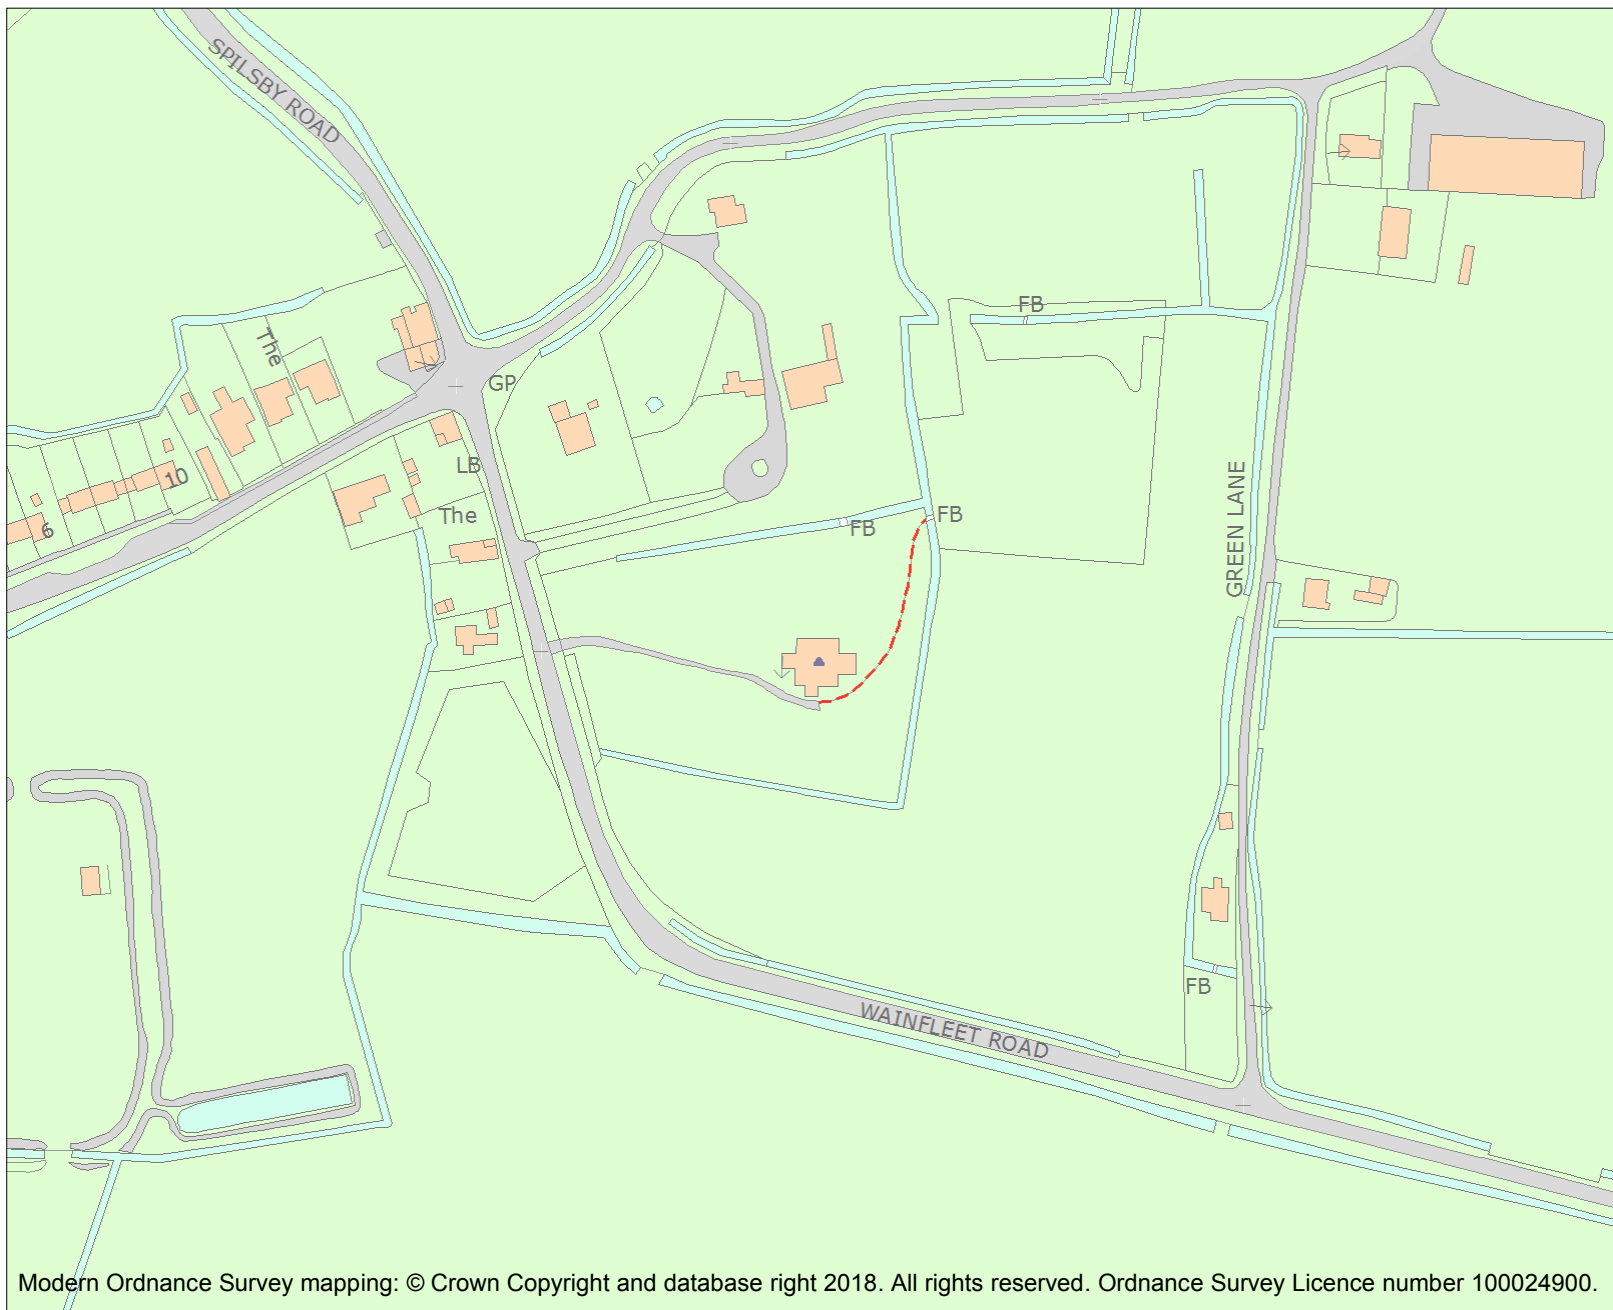 SPILSBY ROAD
FB
The
GP
LB
10
The
FB
FB
6
GREEN LANE
FB
WAINFLEET ROAD
Modern Ordnance Survey mapping: © Crown Copyright and database right 2018. All rights reserved. Ordnance Survey Licence number 100024900.